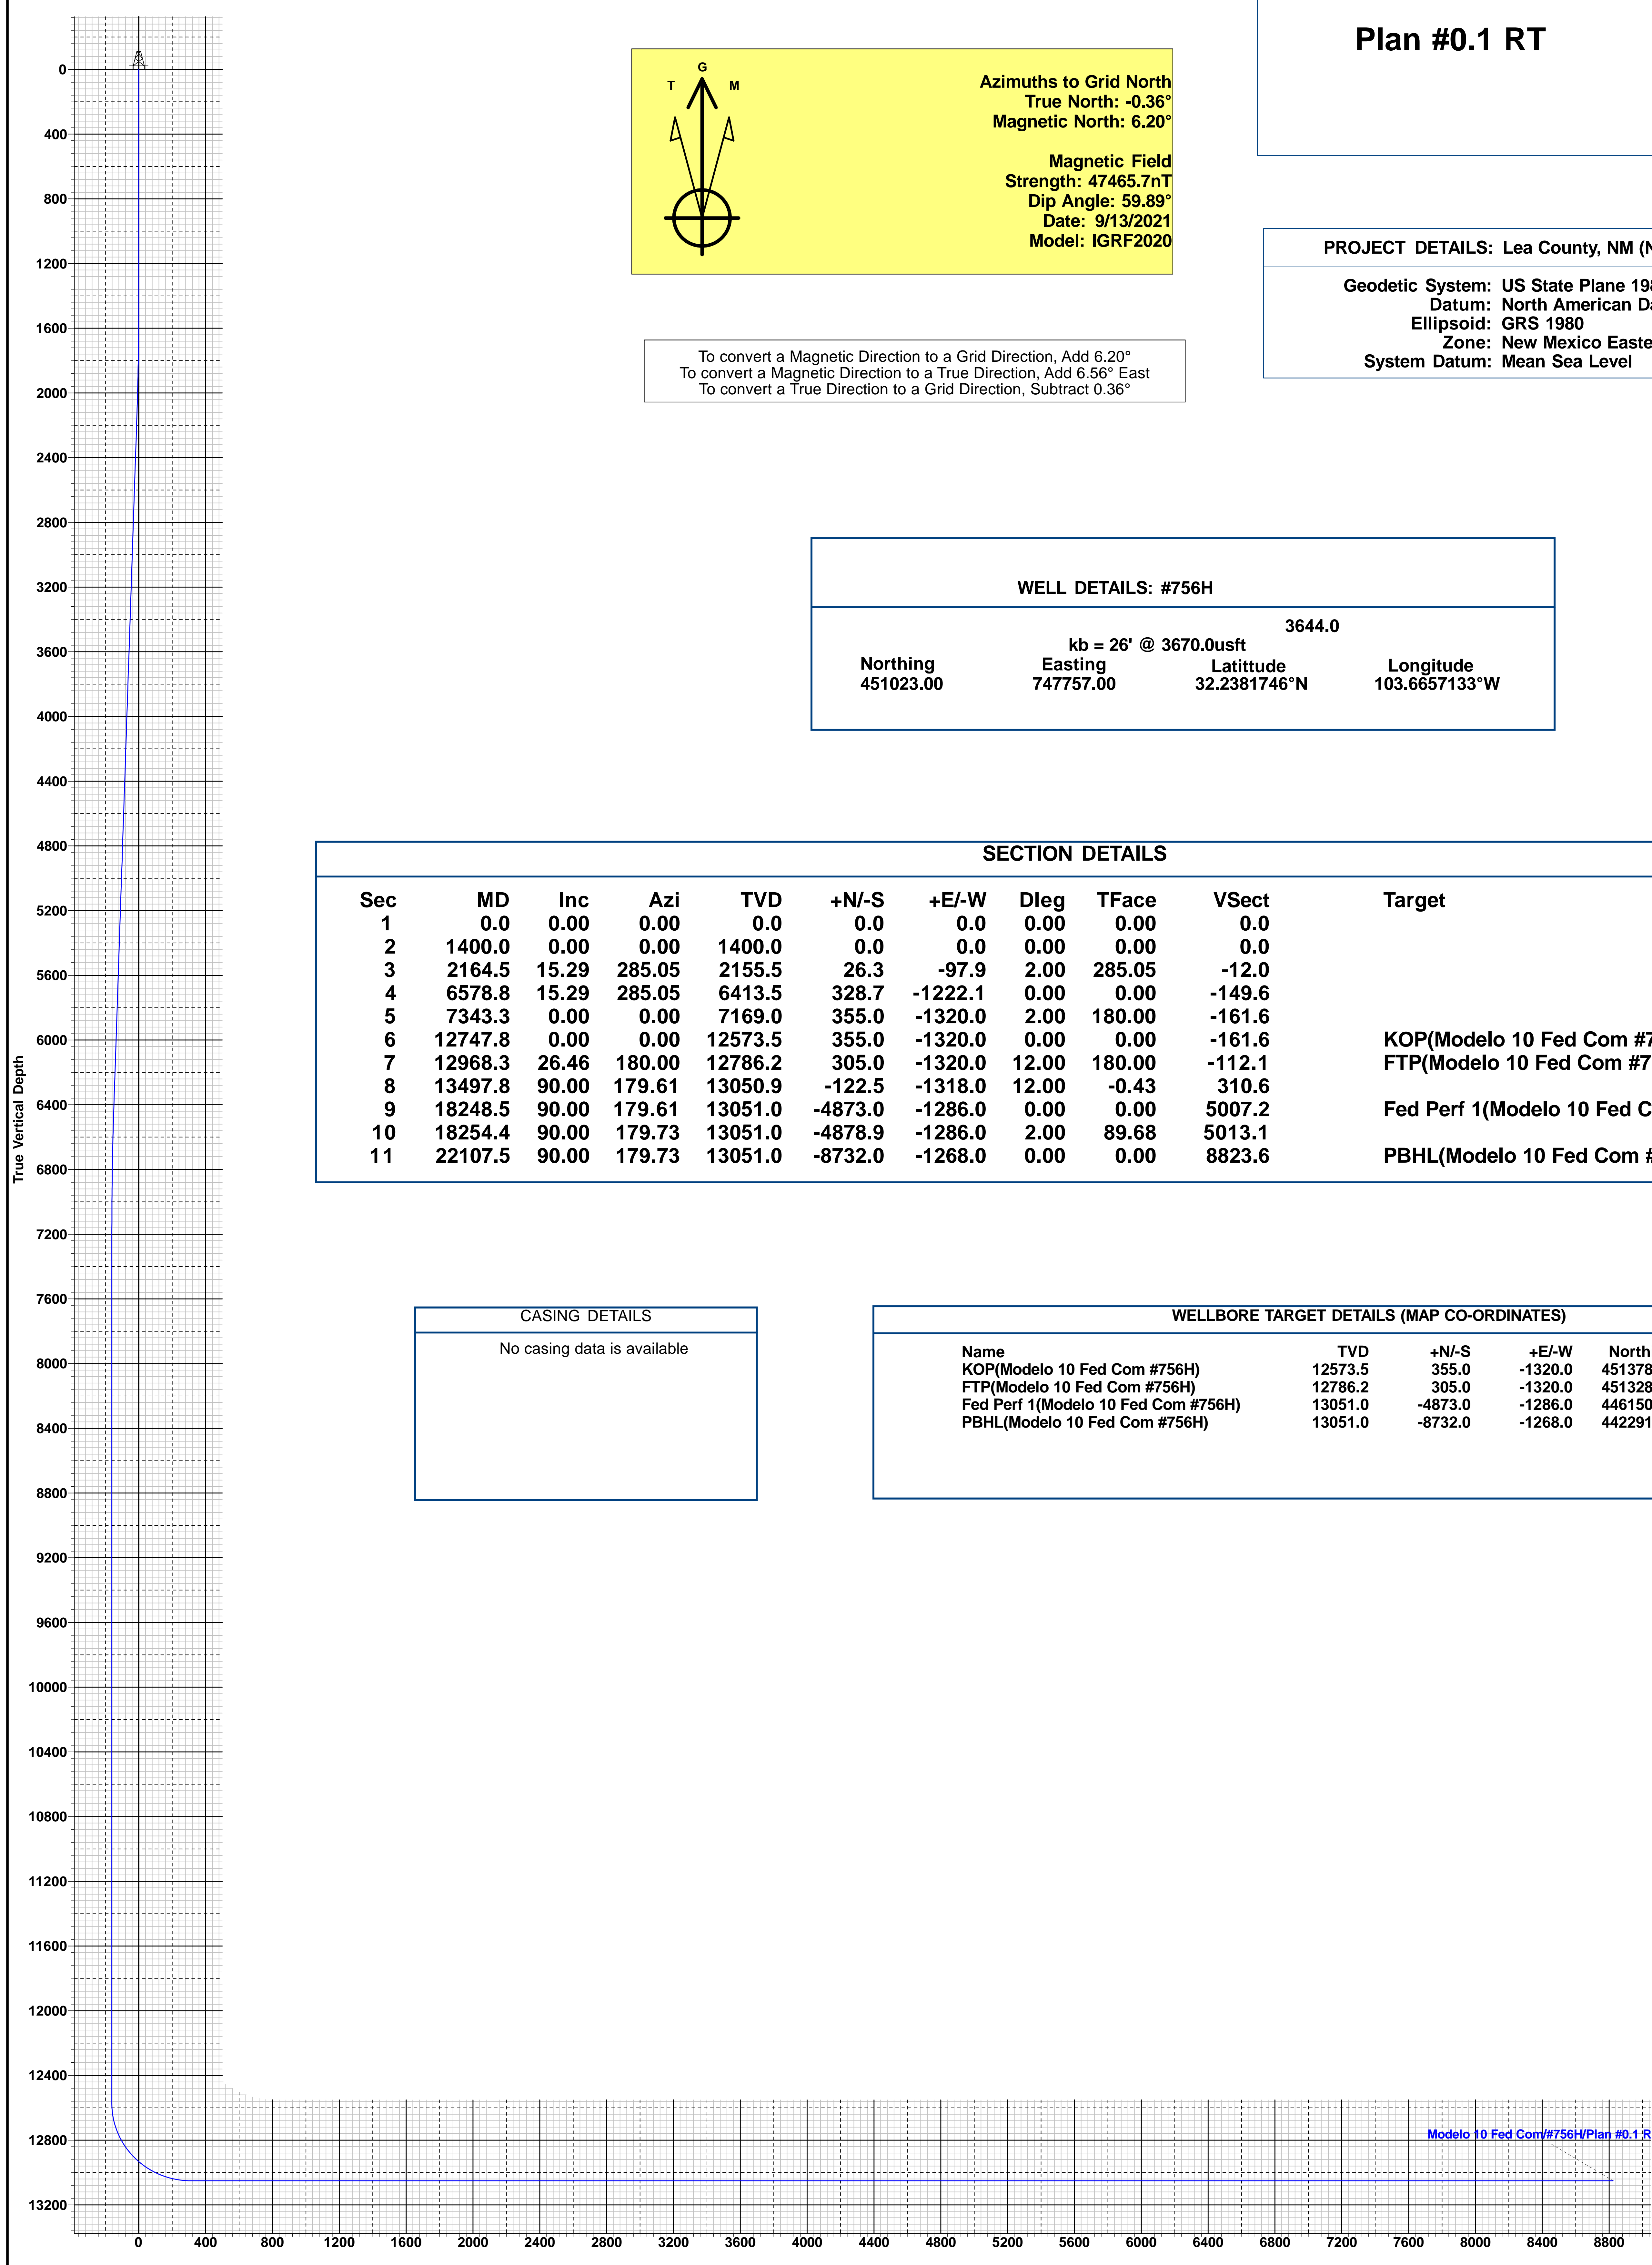 Plan #0.1 RT
G
T M
Azimuths to Grid North
True North: -0.36°
Magnetic North: 6.20°
Magnetic Field
Strength: 47465.7nT
Dip Angle: 59.89°
Date: 9/13/2021
Model: IGRF2020
To convert a Magnetic Direction to a Grid Direction, Add 6.20°
To convert a Magnetic Direction to a True Direction, Add 6.56° East
To convert a True Direction to a Grid Direction, Subtract 0.36°
PROJECT DETAILS: Lea County, NM (N
Geodetic System: US State Plane 198
Datum: North American Da
Ellipsoid: GRS 1980
Zone: New Mexico Easte
System Datum: Mean Sea Level
WELL DETAILS: #756H
3644.0
kb = 26' @ 3670.0usft
Northing Easting Latittude Longitude
451023.00 747757.00 32.2381746°N 103.6657133°W
SECTION DETAILS
Sec MD Inc Azi TVD +N/-S +E/-W Dleg TFace VSect Target
1 0.0 0.00 0.00 0.0 0.0 0.0 0.00 0.00 0.0
2 1400.0 0.00 0.00 1400.0 0.0 0.0 0.00 0.00 0.0
3 2164.5 15.29 285.05 2155.5 26.3 -97.9 2.00 285.05 -12.0
4 6578.8 15.29 285.05 6413.5 328.7 -1222.1 0.00 0.00 -149.6
5 7343.3 0.00 0.00 7169.0 355.0 -1320.0 2.00 180.00 -161.6
6 12747.8 0.00 0.00 12573.5 355.0 -1320.0 0.00 0.00 -161.6 KOP(Modelo 10 Fed Com #7
7 12968.3 26.46 180.00 12786.2 305.0 -1320.0 12.00 180.00 -112.1 FTP(Modelo 10 Fed Com #7
8 13497.8 90.00 179.61 13050.9 -122.5 -1318.0 12.00 -0.43 310.6
9 18248.5 90.00 179.61 13051.0 -4873.0 -1286.0 0.00 0.00 5007.2 Fed Perf 1(Modelo 10 Fed C
10 18254.4 90.00 179.73 13051.0 -4878.9 -1286.0 2.00 89.68 5013.1
11 22107.5 90.00 179.73 13051.0 -8732.0 -1268.0 0.00 0.00 8823.6 PBHL(Modelo 10 Fed Com #
CASING DETAILS
No casing data is available
WELLBORE TARGET DETAILS (MAP CO-ORDINATES)
Name TVD +N/-S +E/-W North
KOP(Modelo 10 Fed Com #756H) 12573.5 355.0 -1320.0 451378
FTP(Modelo 10 Fed Com #756H) 12786.2 305.0 -1320.0 451328
Fed Perf 1(Modelo 10 Fed Com #756H) 13051.0 -4873.0 -1286.0 446150
PBHL(Modelo 10 Fed Com #756H) 13051.0 -8732.0 -1268.0 442291
True Vertical Depth
0
400
800
1200
1600
2000
2400
2800
3200
3600
4000
4400
4800
5200
5600
6000
6400
6800
7200
7600
8000
8400
8800
9200
9600
10000
10400
10800
11200
11600
12000
12400
12800
13200
Modelo 10 Fed Com/#756H/Plan #0.1 R
0 400 800 1200 1600 2000 2400 2800 3200 3600 4000 4400 4800 5200 5600 6000 6400 6800 7200 7600 8000 8400 8800